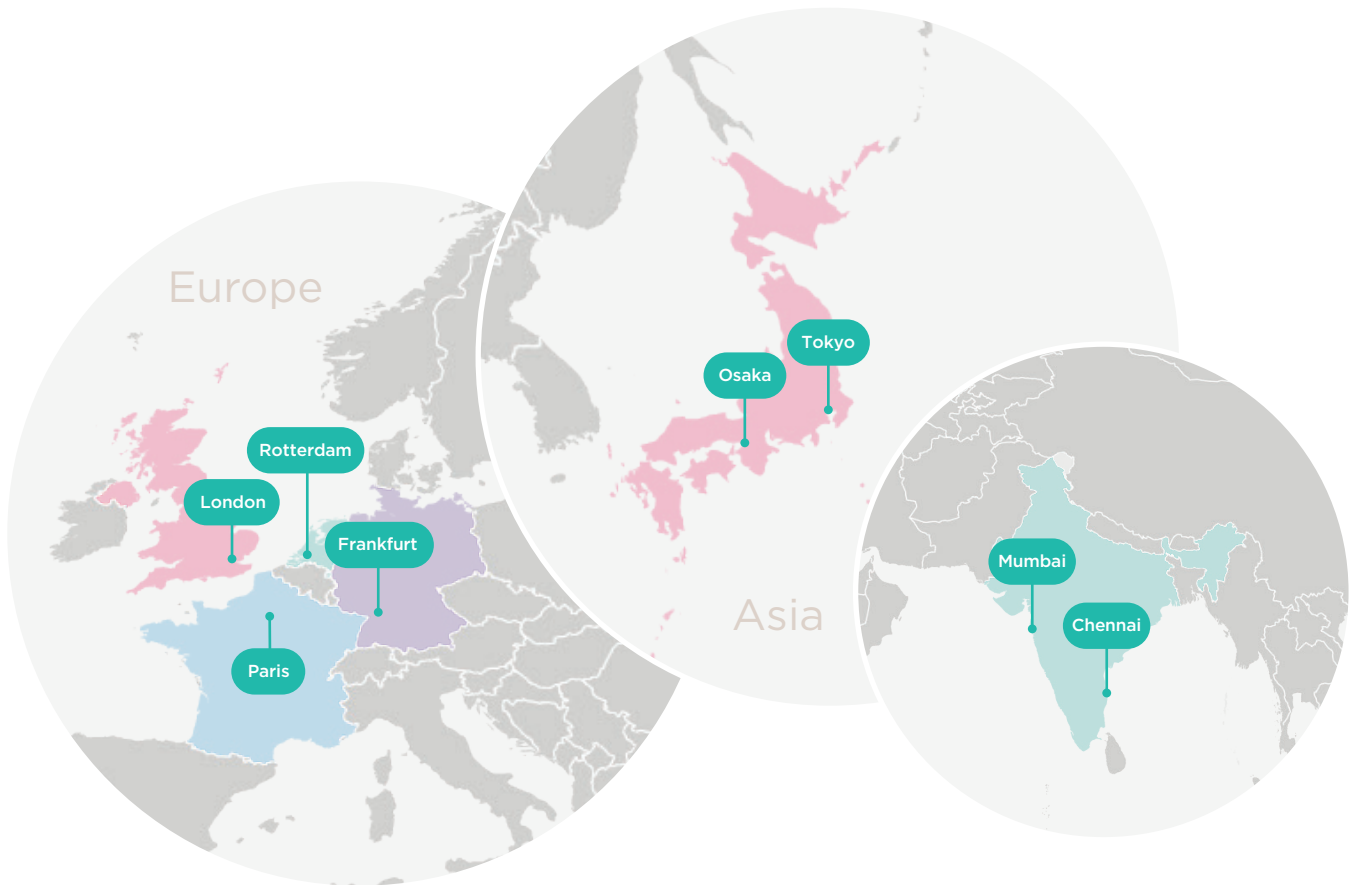 Europe
Rotterdam
London
Frankfurt
Paris
Tokyo
Osaka
Asia
Mumbai
Chennai